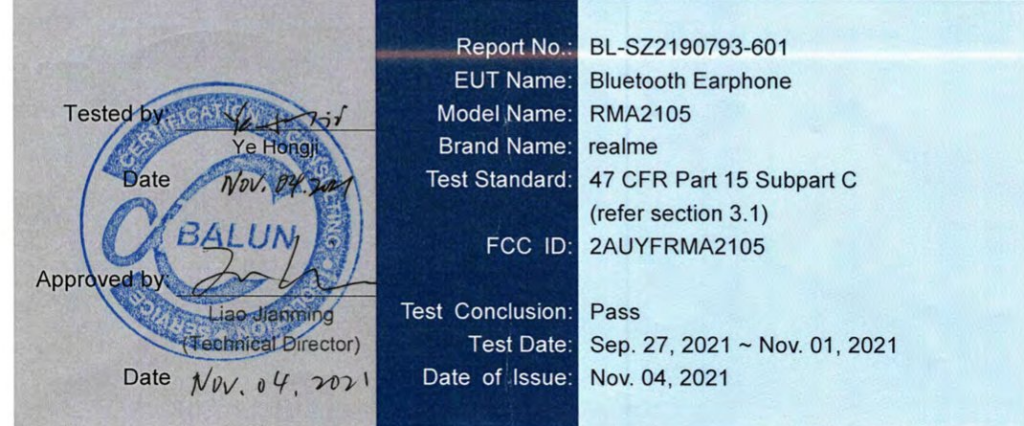 Report No.: BL-SZ2190793-601
EUT Name: Bluetooth Earphone
Model Name: RMA2105
Brand Name: realme
Test Standard: 47 CFR Part 15 Subpart C
(refer section 3.1)
FCC ID: 2AUYFRMA2105
Test Conclusion: Pass
Test Date: Sep. 27, 2021 ~ Nov. 01, 2021
Date of Issue: Nov. 04, 2021
Tested by:
Ye Hongji
Date Nov. 04. 2021
BALUN
Approved by:
Liao Jianming
(Technical Director)
Date Nov. 04, 2021